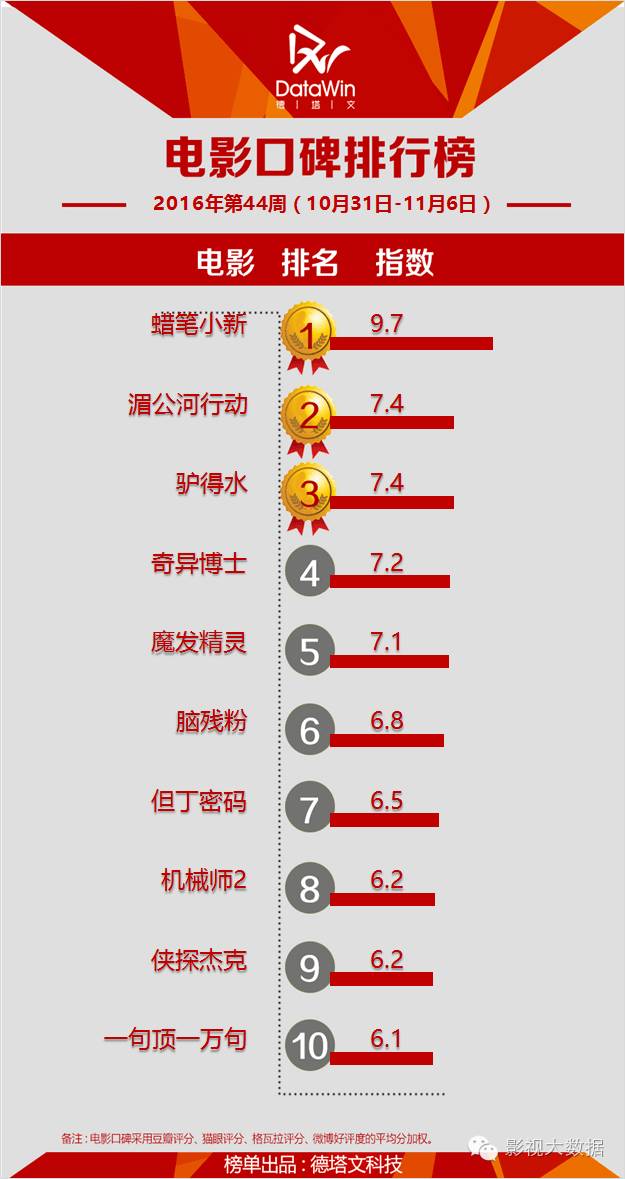 DataWin
德 | 塔 | 文
电影口碑排行榜
2016年第44周（10月31日-11月6日）
电影 排名 指数
蜡笔小新 1 9.7
湄公河行动 2 7.4
驴得水 3 7.4
奇异博士 4 7.2
魔发精灵 5 7.1
脑残粉 6 6.8
但丁密码 7 6.5
机械师2 8 6.2
侠探杰克 9 6.2
一句顶一万句 10 6.1
备注：电影口碑采用豆瓣评分、猫眼评分、格瓦拉评分、微博好评度的平均分加权。
影视大数据
榜单出品：德塔文科技